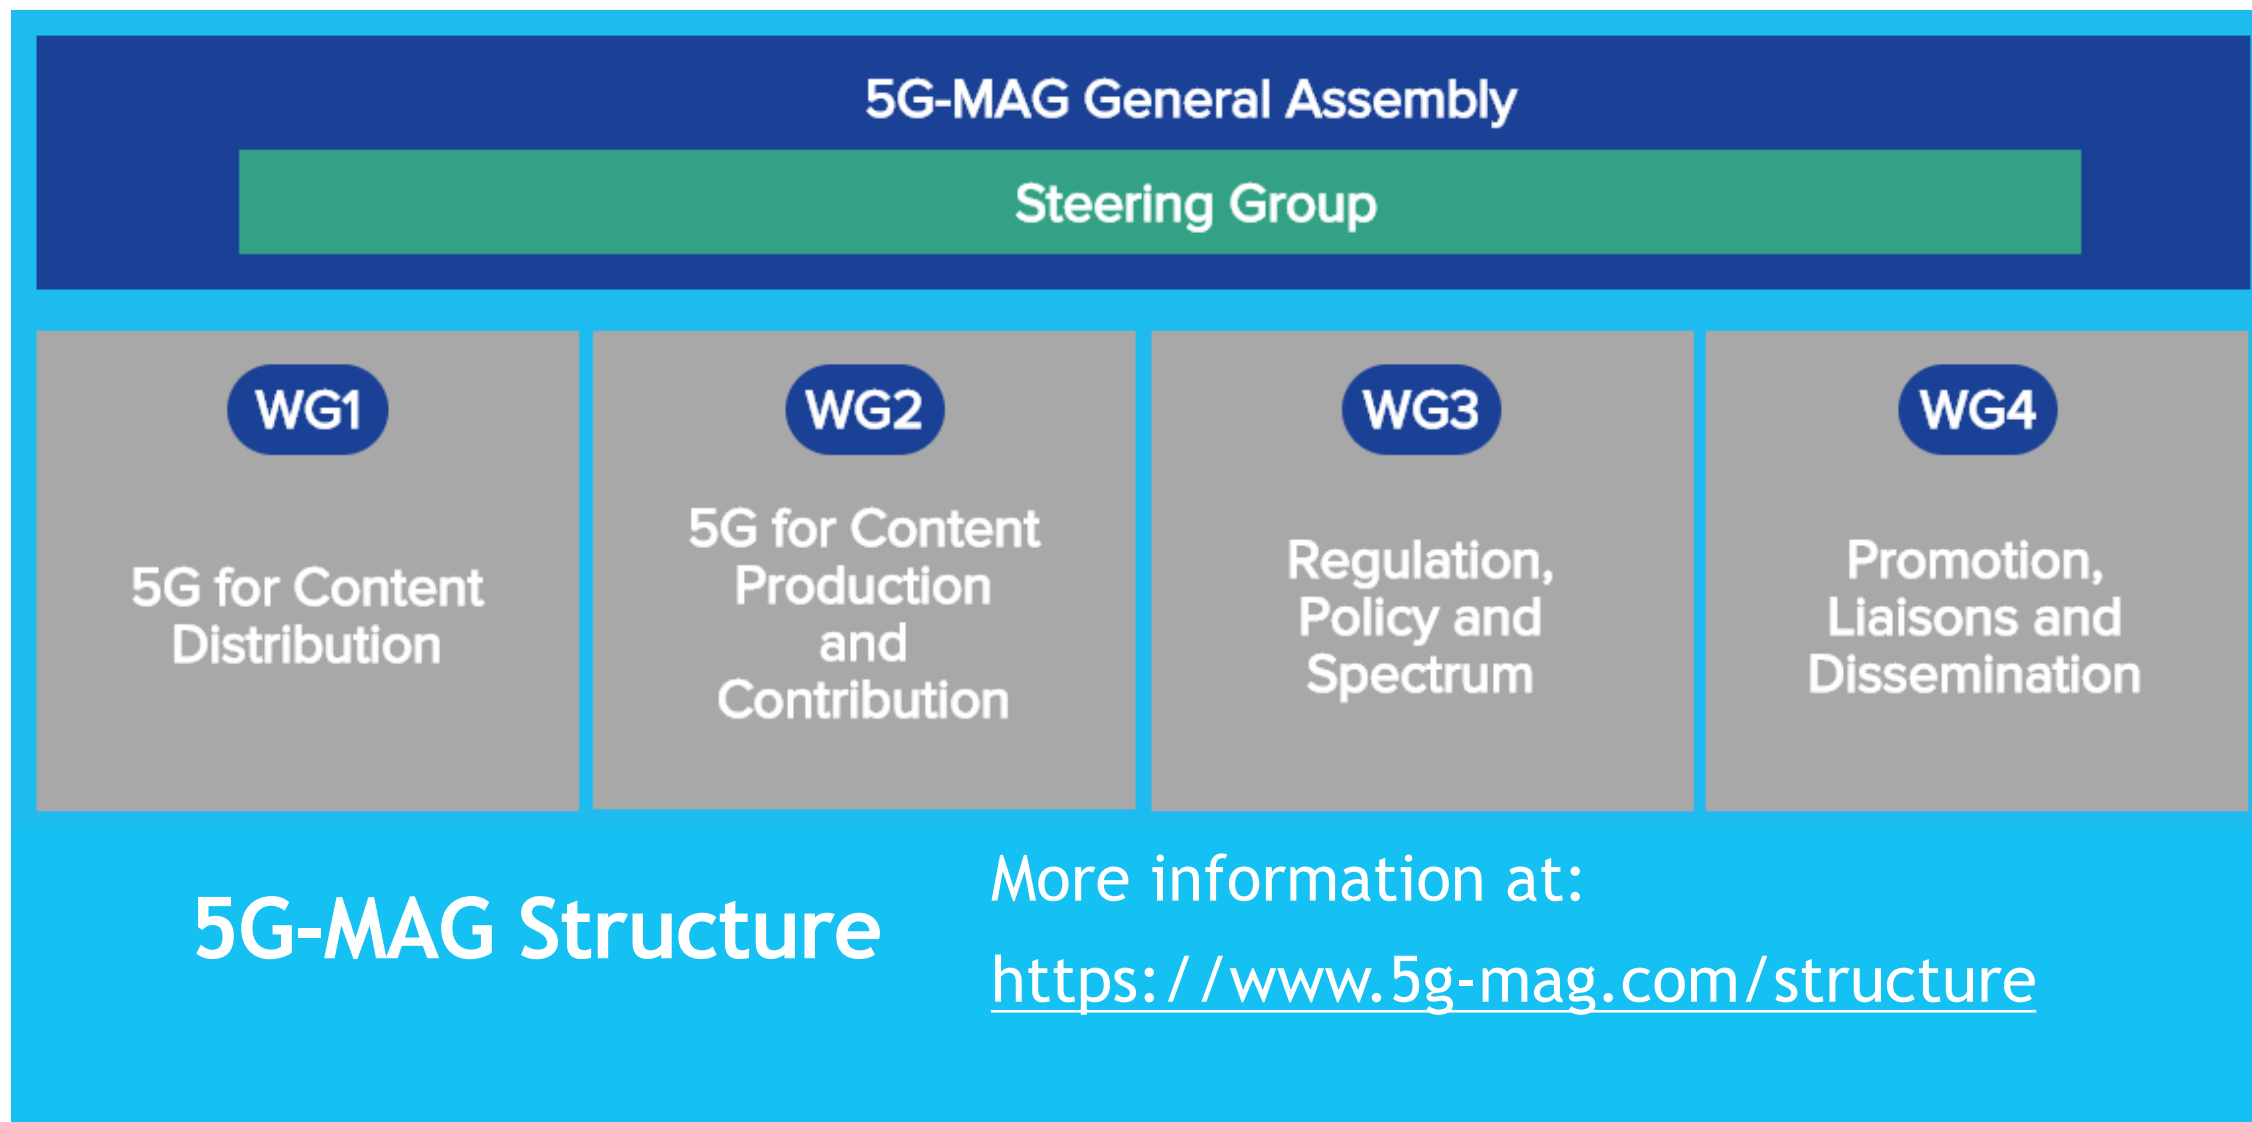 5G-MAG General Assembly
Steering Group
WG1
5G for Content
Distribution
WG2
5G for Content
Production
and
Contribution
WG3
Regulation,
Policy and
Spectrum
WG4
Promotion,
Liaisons and
Dissemination
5G-MAG Structure
More information at:
https://www.5g-mag.com/structure